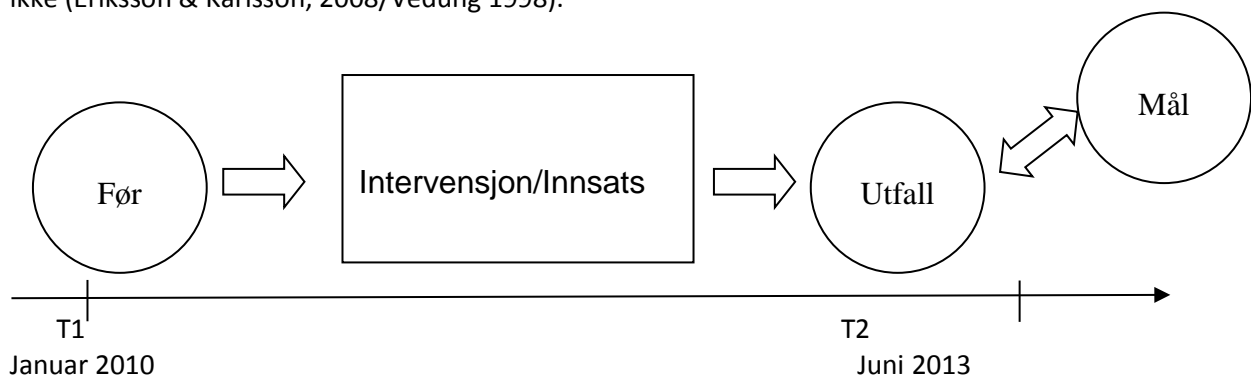 ikke (Eriksson & Karlsson, 2008/Vedung 1998).
Mål
Før
Intervensjon/Innsats
Utfall
T1
T2
Januar 2010
Juni 2013